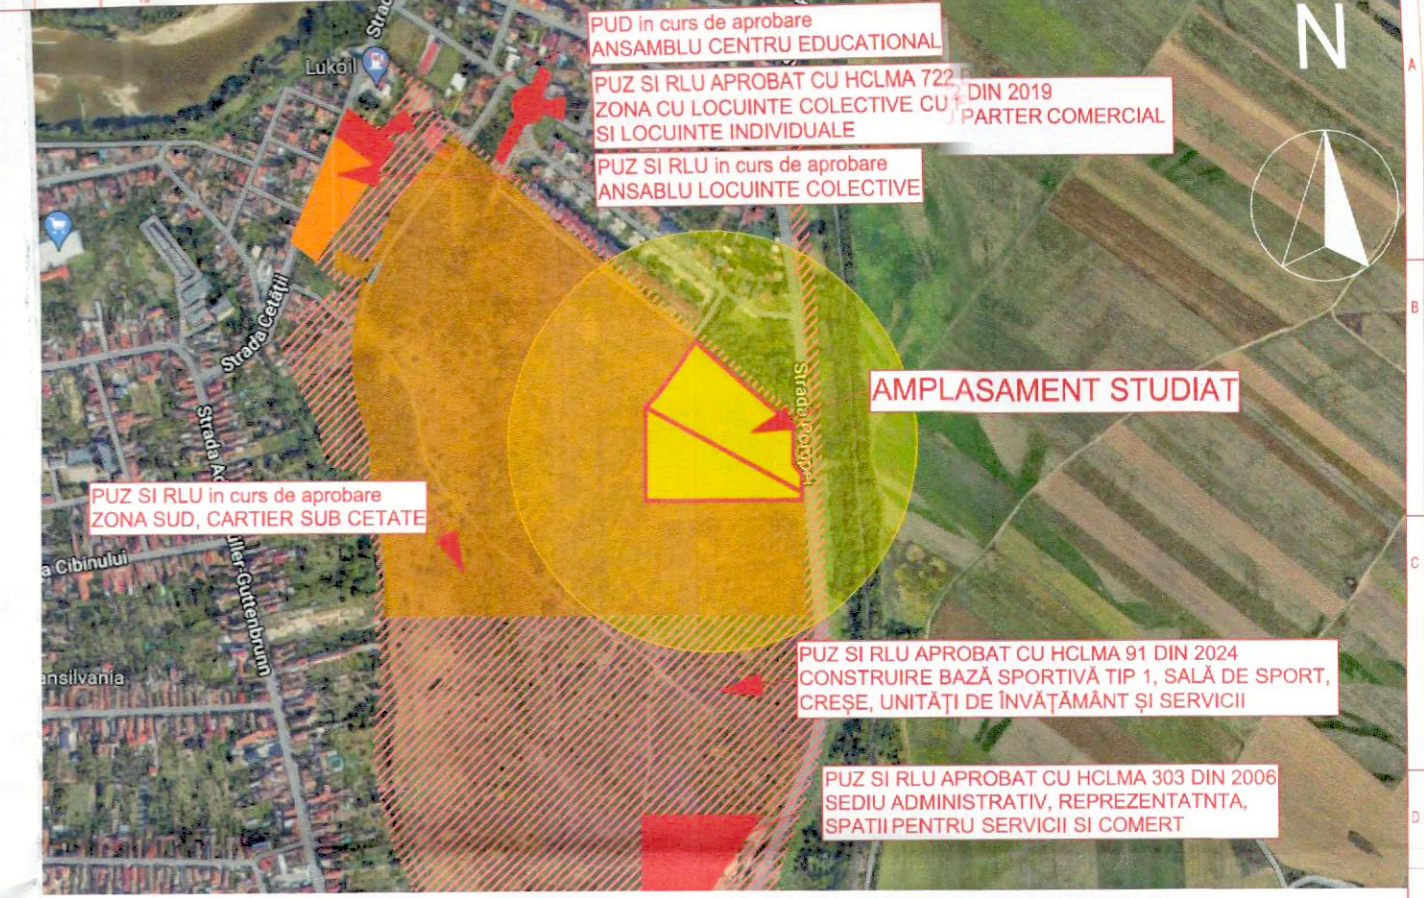 PUD in curs de aprobare
ANSAMBLU CENTRU EDUCATIONAL
N
A
Lukoil
PUZ SI RLU APROBAT CU HCLMA 722 DIN 2019
ZONA CU LOCUINTE COLECTIVE CU PARTER COMERCIAL
SI LOCUINTE INDIVIDUALE
PUZ SI RLU in curs de aprobare
ANSABLU LOCUINTE COLECTIVE
B
Strada Cetății
AMPLASAMENT STUDIAT
Strada
PUZ SI RLU in curs de aprobare
ZONA SUD, CARTIER SUB CETATE
Strada A
uller-Guttenbrunn
a Cibinului
C
ansilvania
PUZ SI RLU APROBAT CU HCLMA 91 DIN 2024
CONSTRUIRE BAZĂ SPORTIVĂ TIP 1, SALĂ DE SPORT,
CREȘE, UNITĂȚI DE ÎNVĂȚĂMÂNT ȘI SERVICII
PUZ SI RLU APROBAT CU HCLMA 303 DIN 2006
SEDIU ADMINISTRATIV, REPREZENTATNTA,
SPATII PENTRU SERVICII SI COMERT
D